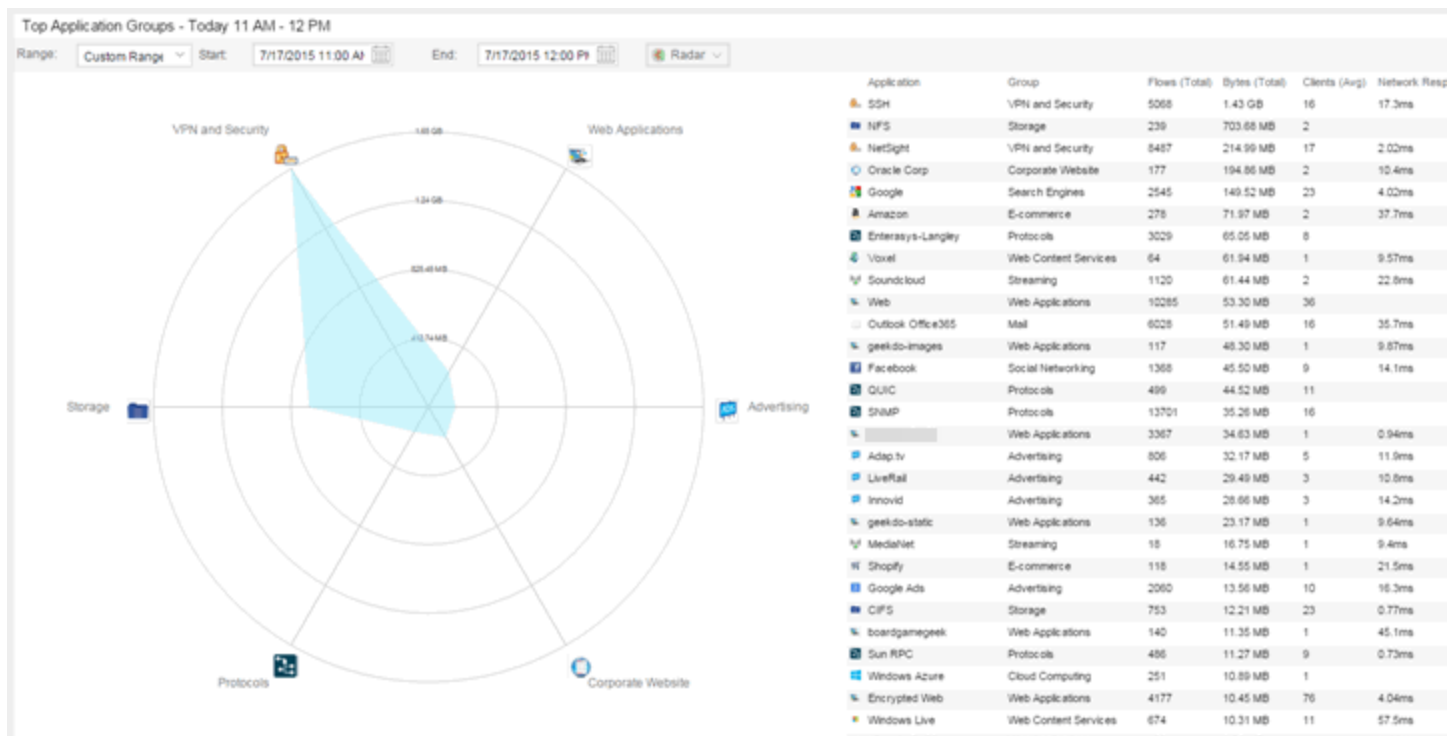 Top Application Groups - Today 11 AM - 12 PM
Range: Custom Range Start: 7/17/2015 11:00 AM End: 7/17/2015 12:00 PM Radar
VPN and Security
Web Applications
1.65 GB
1.24 GB
825.48 MB
412.74 MB
Storage
Advertising
Protocols
Corporate Website
Application Group Flows (Total) Bytes (Total) Clients (Avg) Network Resp
SSH VPN and Security 5068 1.43 GB 16 17.3ms
NFS Storage 239 703.68 MB 2
NetSight VPN and Security 8487 214.99 MB 17 2.02ms
Oracle Corp Corporate Website 177 194.86 MB 2 10.4ms
Google Search Engines 2545 149.52 MB 23 4.02ms
Amazon E-commerce 278 71.97 MB 2 37.7ms
Enterasys-Langley Protocols 3029 65.05 MB 8
Voxel Web Content Services 64 61.94 MB 1 9.57ms
Soundcloud Streaming 1120 61.44 MB 2 22.8ms
Web Web Applications 10285 53.30 MB 36
Outlook Office365 Mail 6028 51.49 MB 16 35.7ms
geekdo-images Web Applications 117 48.30 MB 1 9.87ms
Facebook Social Networking 1368 45.50 MB 9 14.1ms
QUIC Protocols 499 44.52 MB 11
SNMP Protocols 13701 35.26 MB 16
Web Applications 3367 34.63 MB 1 0.94ms
Adap.tv Advertising 806 32.17 MB 5 11.9ms
LiveRail Advertising 442 29.49 MB 3 10.8ms
Innovid Advertising 365 28.66 MB 3 14.2ms
geekdo-static Web Applications 136 23.17 MB 1 9.64ms
MediaNet Streaming 18 16.75 MB 1 9.4ms
Shopify E-commerce 118 14.55 MB 1 21.5ms
Google Ads Advertising 2060 13.56 MB 10 16.3ms
CIFS Storage 753 12.21 MB 23 0.77ms
boardgamegeek Web Applications 140 11.35 MB 1 45.1ms
Sun RPC Protocols 486 11.27 MB 9 0.73ms
Windows Azure Cloud Computing 251 10.89 MB 1
Encrypted Web Web Applications 4177 10.45 MB 76 4.04ms
Windows Live Web Content Services 674 10.31 MB 11 57.5ms